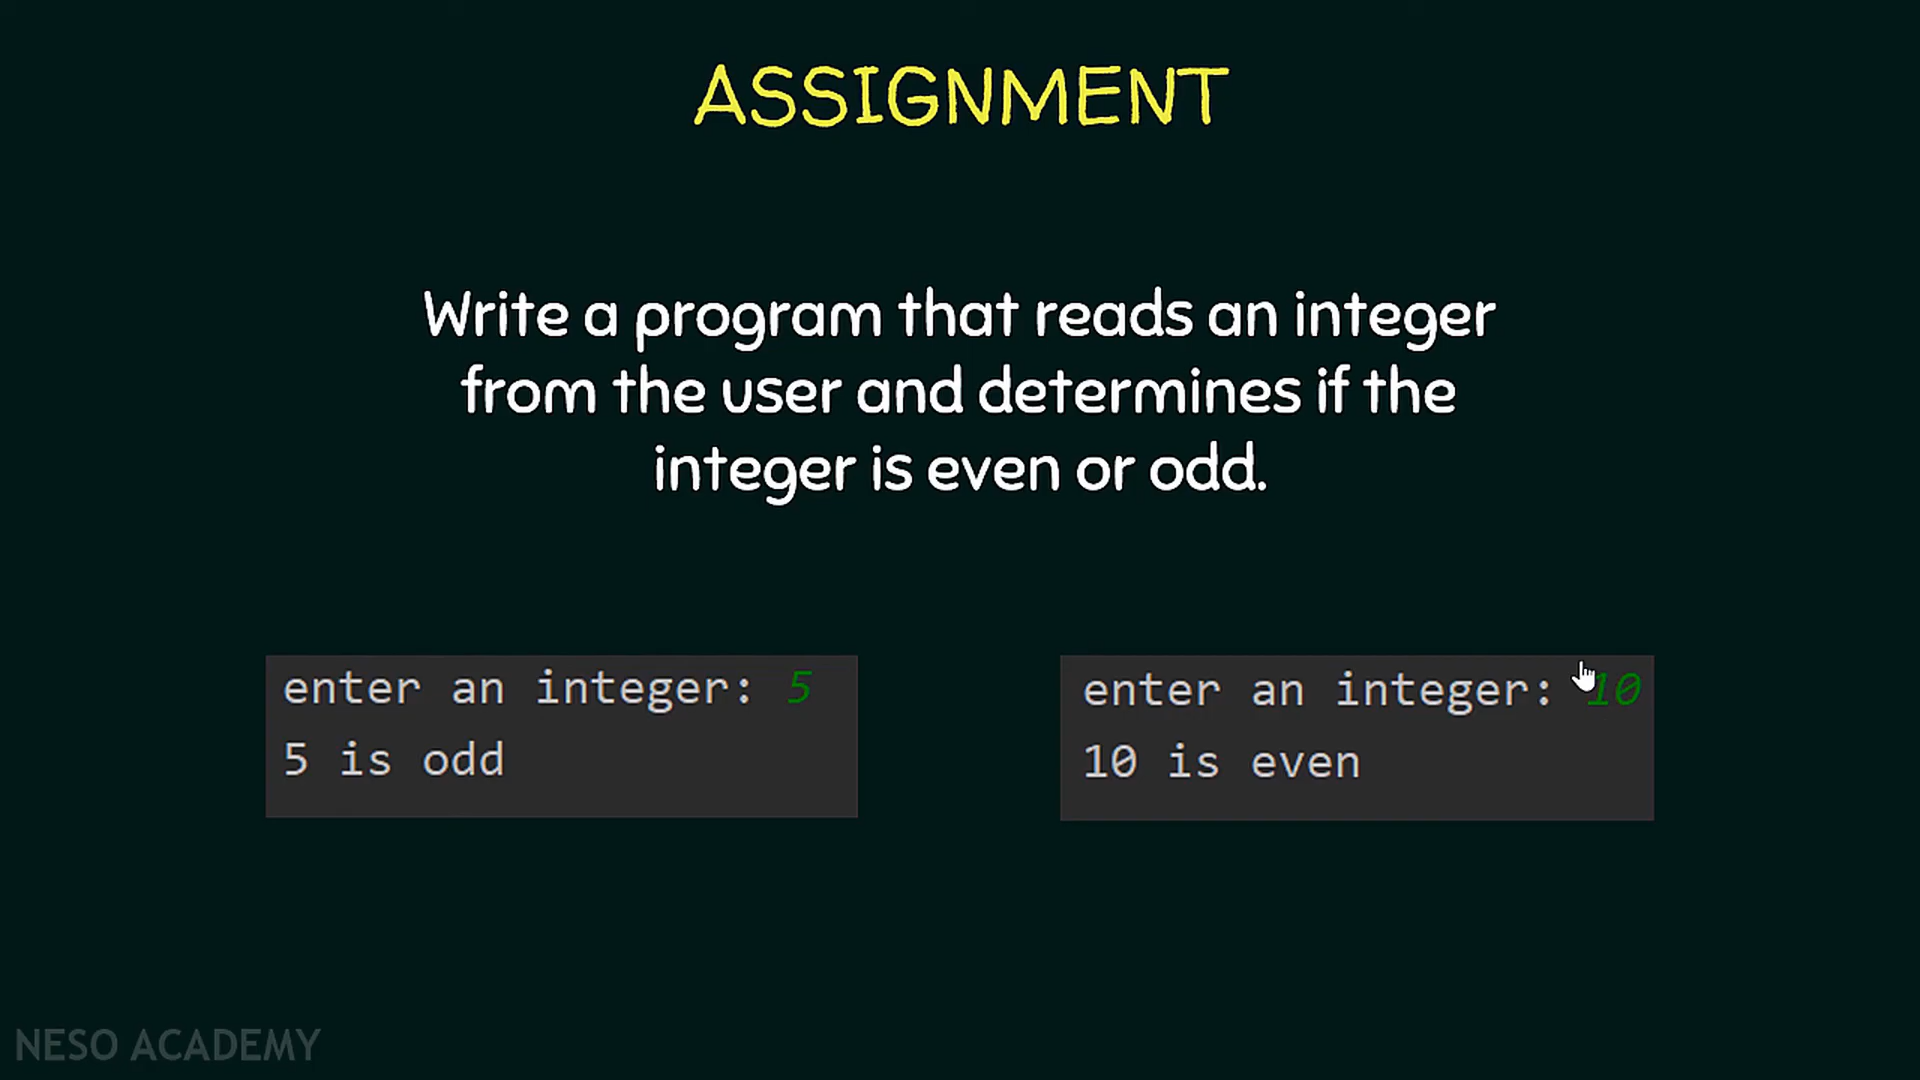 ASSIGNMENT
Write a program that reads an integer
from the user and determines if the
integer is even or odd.
enter an integer: 5
5 is odd
enter an integer: 10
10 is even
NESO ACADEMY